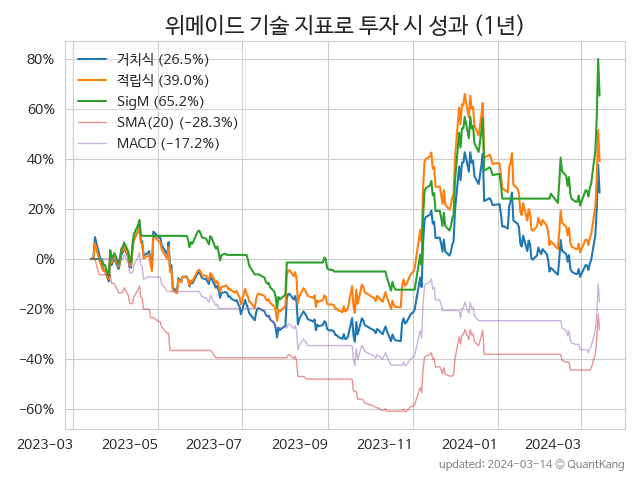 위메이드 기술 지표로 투자 시 성과 (1년)
거치식 (26.5%)
적립식 (39.0%)
SigM (65.2%)
SMA(20) (−28.3%)
MACD (−17.2%)
80%
60%
40%
20%
0%
−20%
−40%
−60%
2023-03 2023-05 2023-07 2023-09 2023-11 2024-01 2024-03
updated: 2024-03-14 © QuantKang